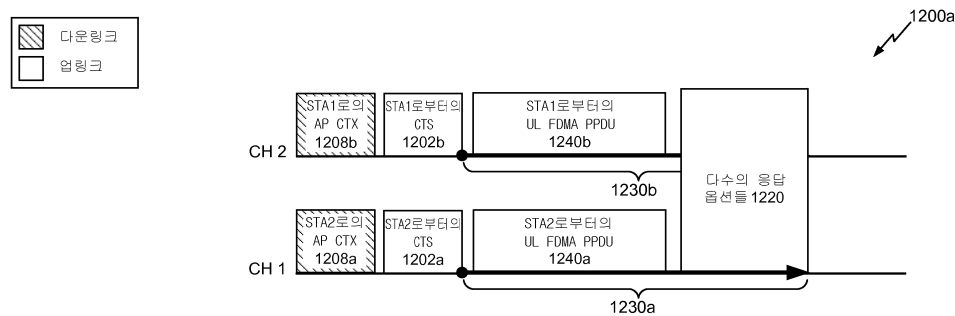 1200a
다운링크
업링크
STA1로의
AP CTX
1208b
STA1로부터의
CTS
1202b
STA1로부터의
UL FDMA PPDU
1240b
CH 2
1230b
다수의 응답
옵션들 1220
STA2로의
AP CTX
1208a
STA2로부터의
CTS
1202a
STA2로부터의
UL FDMA PPDU
1240a
CH 1
1230a